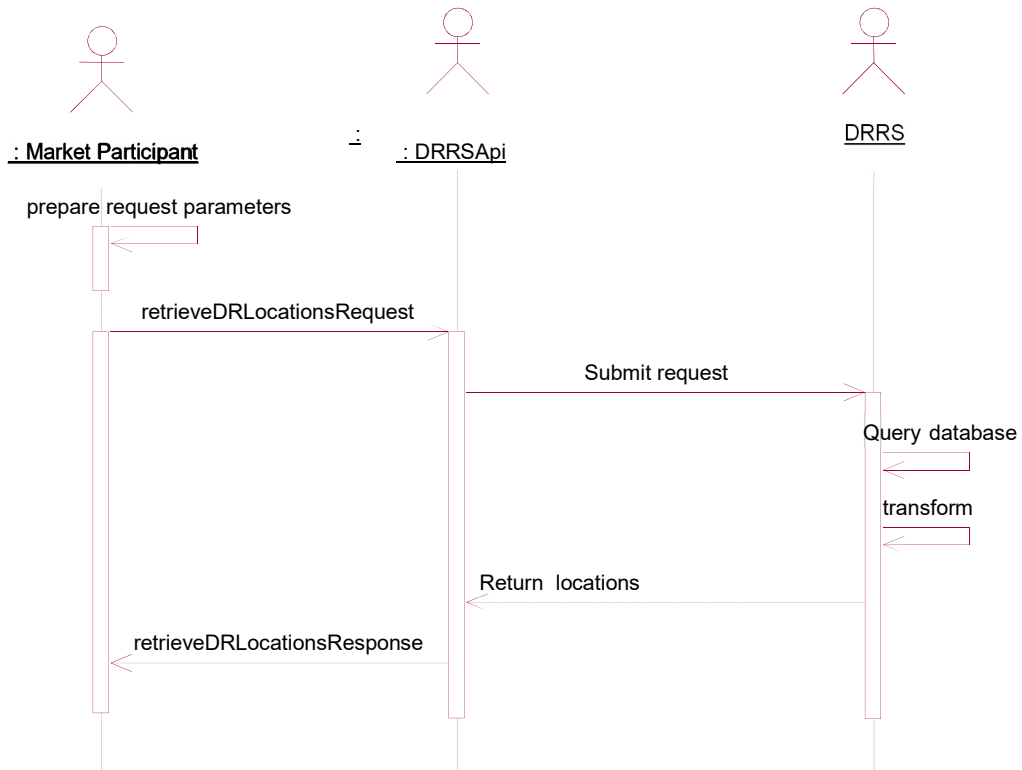 DRRS
:
: Market Participant
: DRRSApi
prepare request parameters
retrieveDRLocationsRequest
Submit request
Query database
transform
Return locations
retrieveDRLocationsResponse